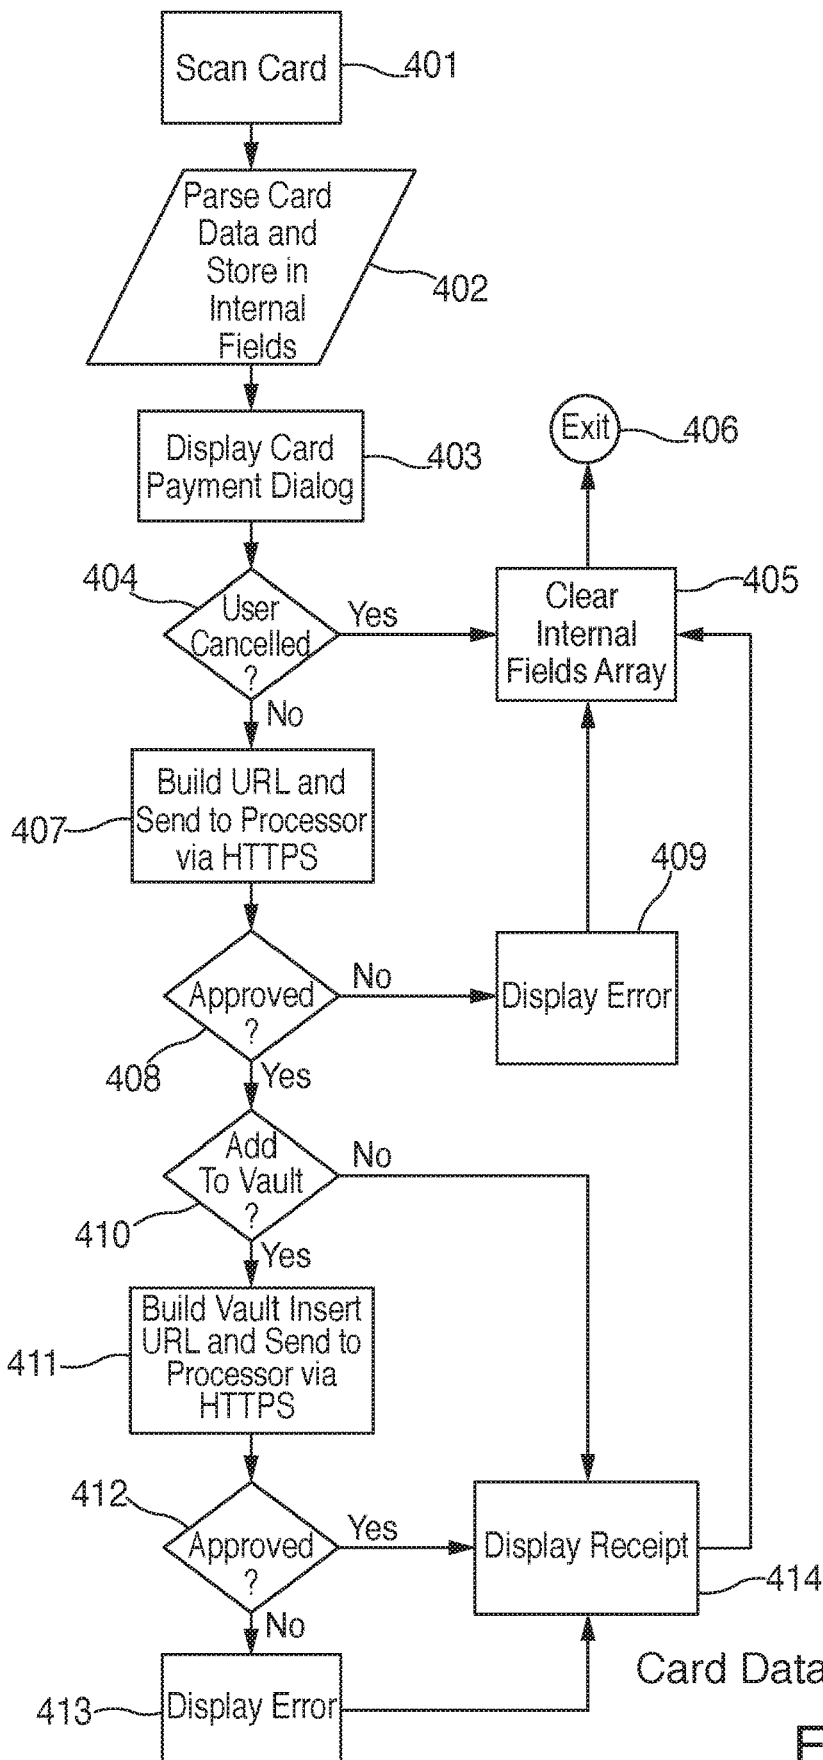 Scan Card
401
Parse Card
Data and
Store in
Internal
Fields
402
Display Card
Payment Dialog
403
Exit
406
404
User
Cancelled
?
Yes
No
Clear
Internal
Fields Array
405
Build URL and
Send to Processor
via HTTPS
407
409
Approved
?
No
Display Error
408
Yes
Add
To Vault
?
No
410
Yes
Build Vault Insert
URL and Send to
Processor via
HTTPS
411
412
Approved
?
Yes
No
Display Receipt
414
Card Data
413
Display Error